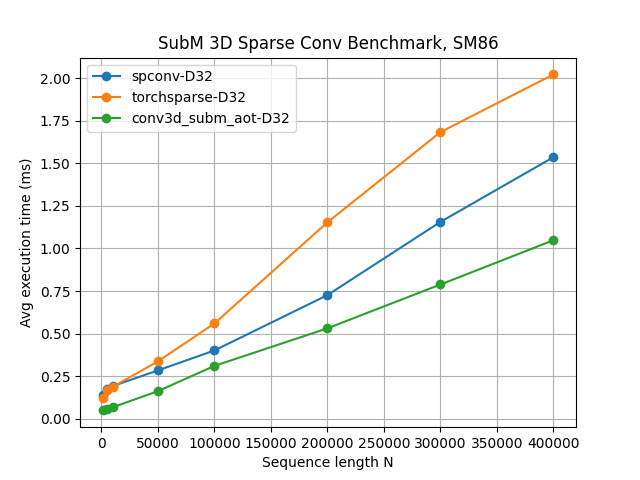 SubM 3D Sparse Conv Benchmark, SM86
spconv-D32
torchsparse-D32
conv3d_subm_aot-D32
Avg execution time (ms)
2.00
1.75
1.50
1.25
1.00
0.75
0.50
0.25
0.00
0 50000 100000 150000 200000 250000 300000 350000 400000
Sequence length N